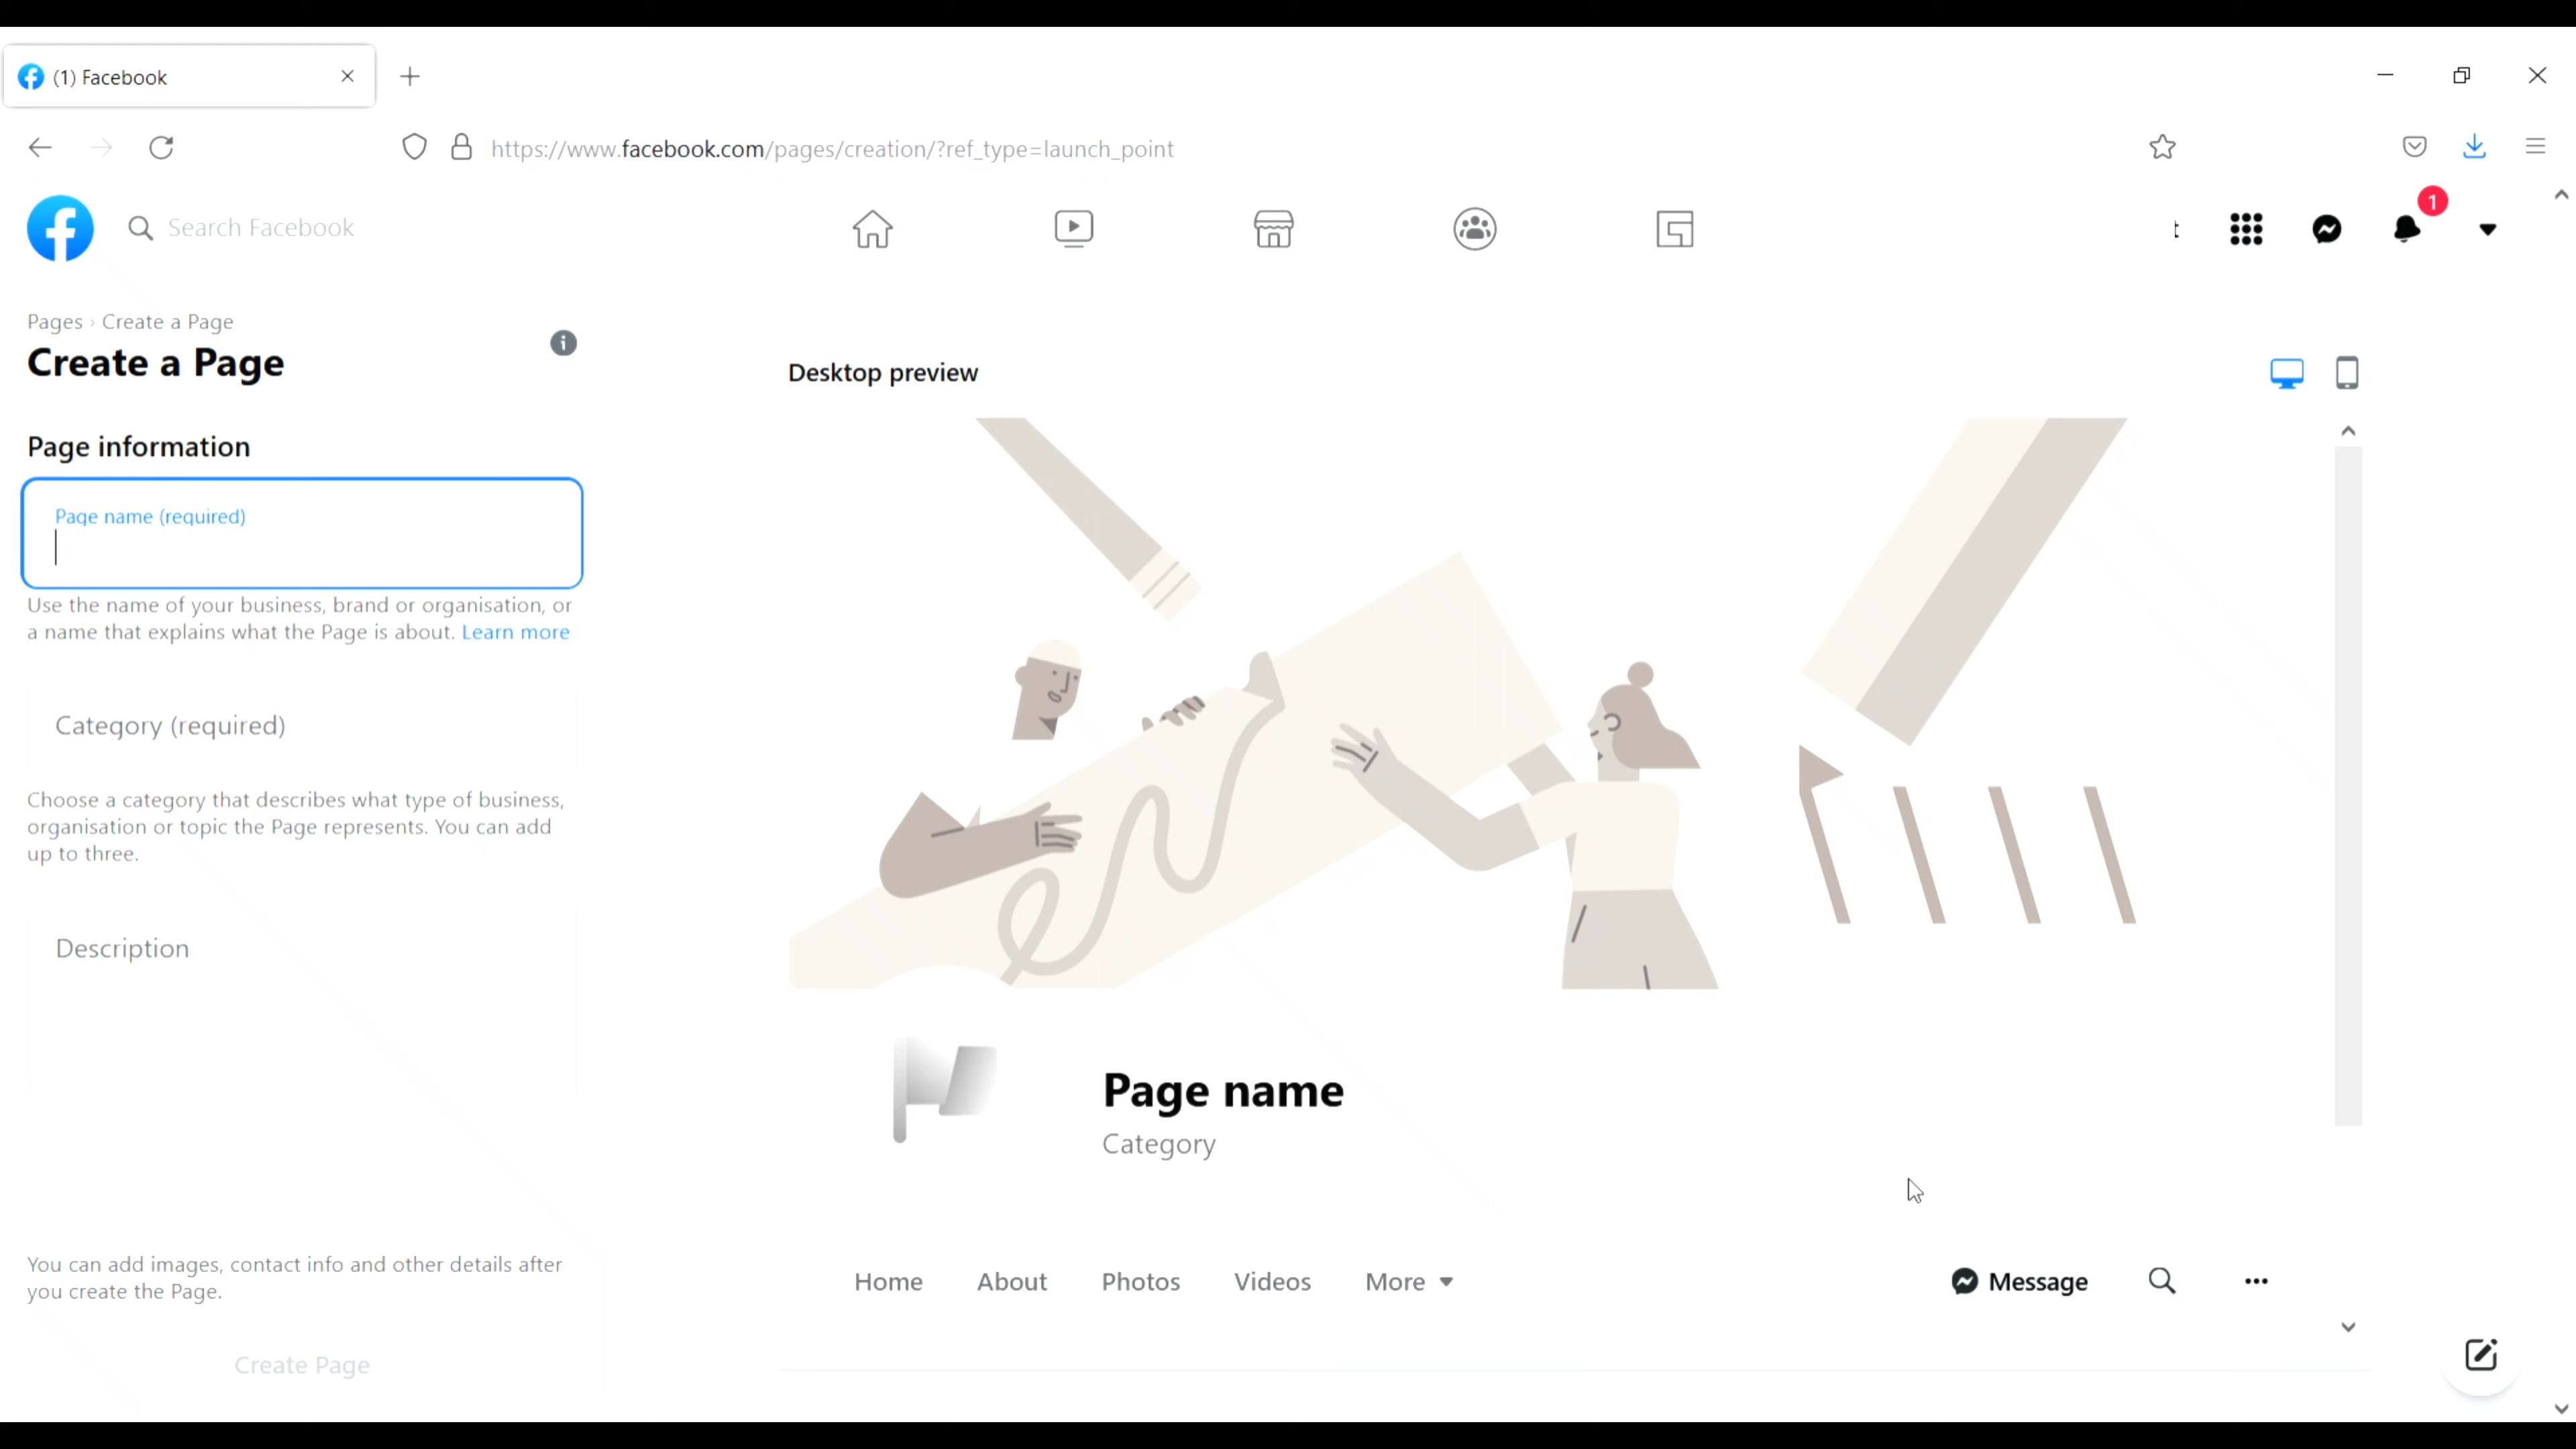 (1) Facebook
https://www.facebook.com/pages/creation/?ref_type=launch_point
Search Facebook
t
1
Pages › Create a Page
Create a Page
Page information
Page name (required)
Use the name of your business, brand or organisation, or
a name that explains what the Page is about. Learn more
Category (required)
Choose a category that describes what type of business,
organisation or topic the Page represents. You can add
up to three.
Description
You can add images, contact info and other details after
you create the Page.
Create Page
Desktop preview
Page name
Category
Home About Photos Videos More
Message